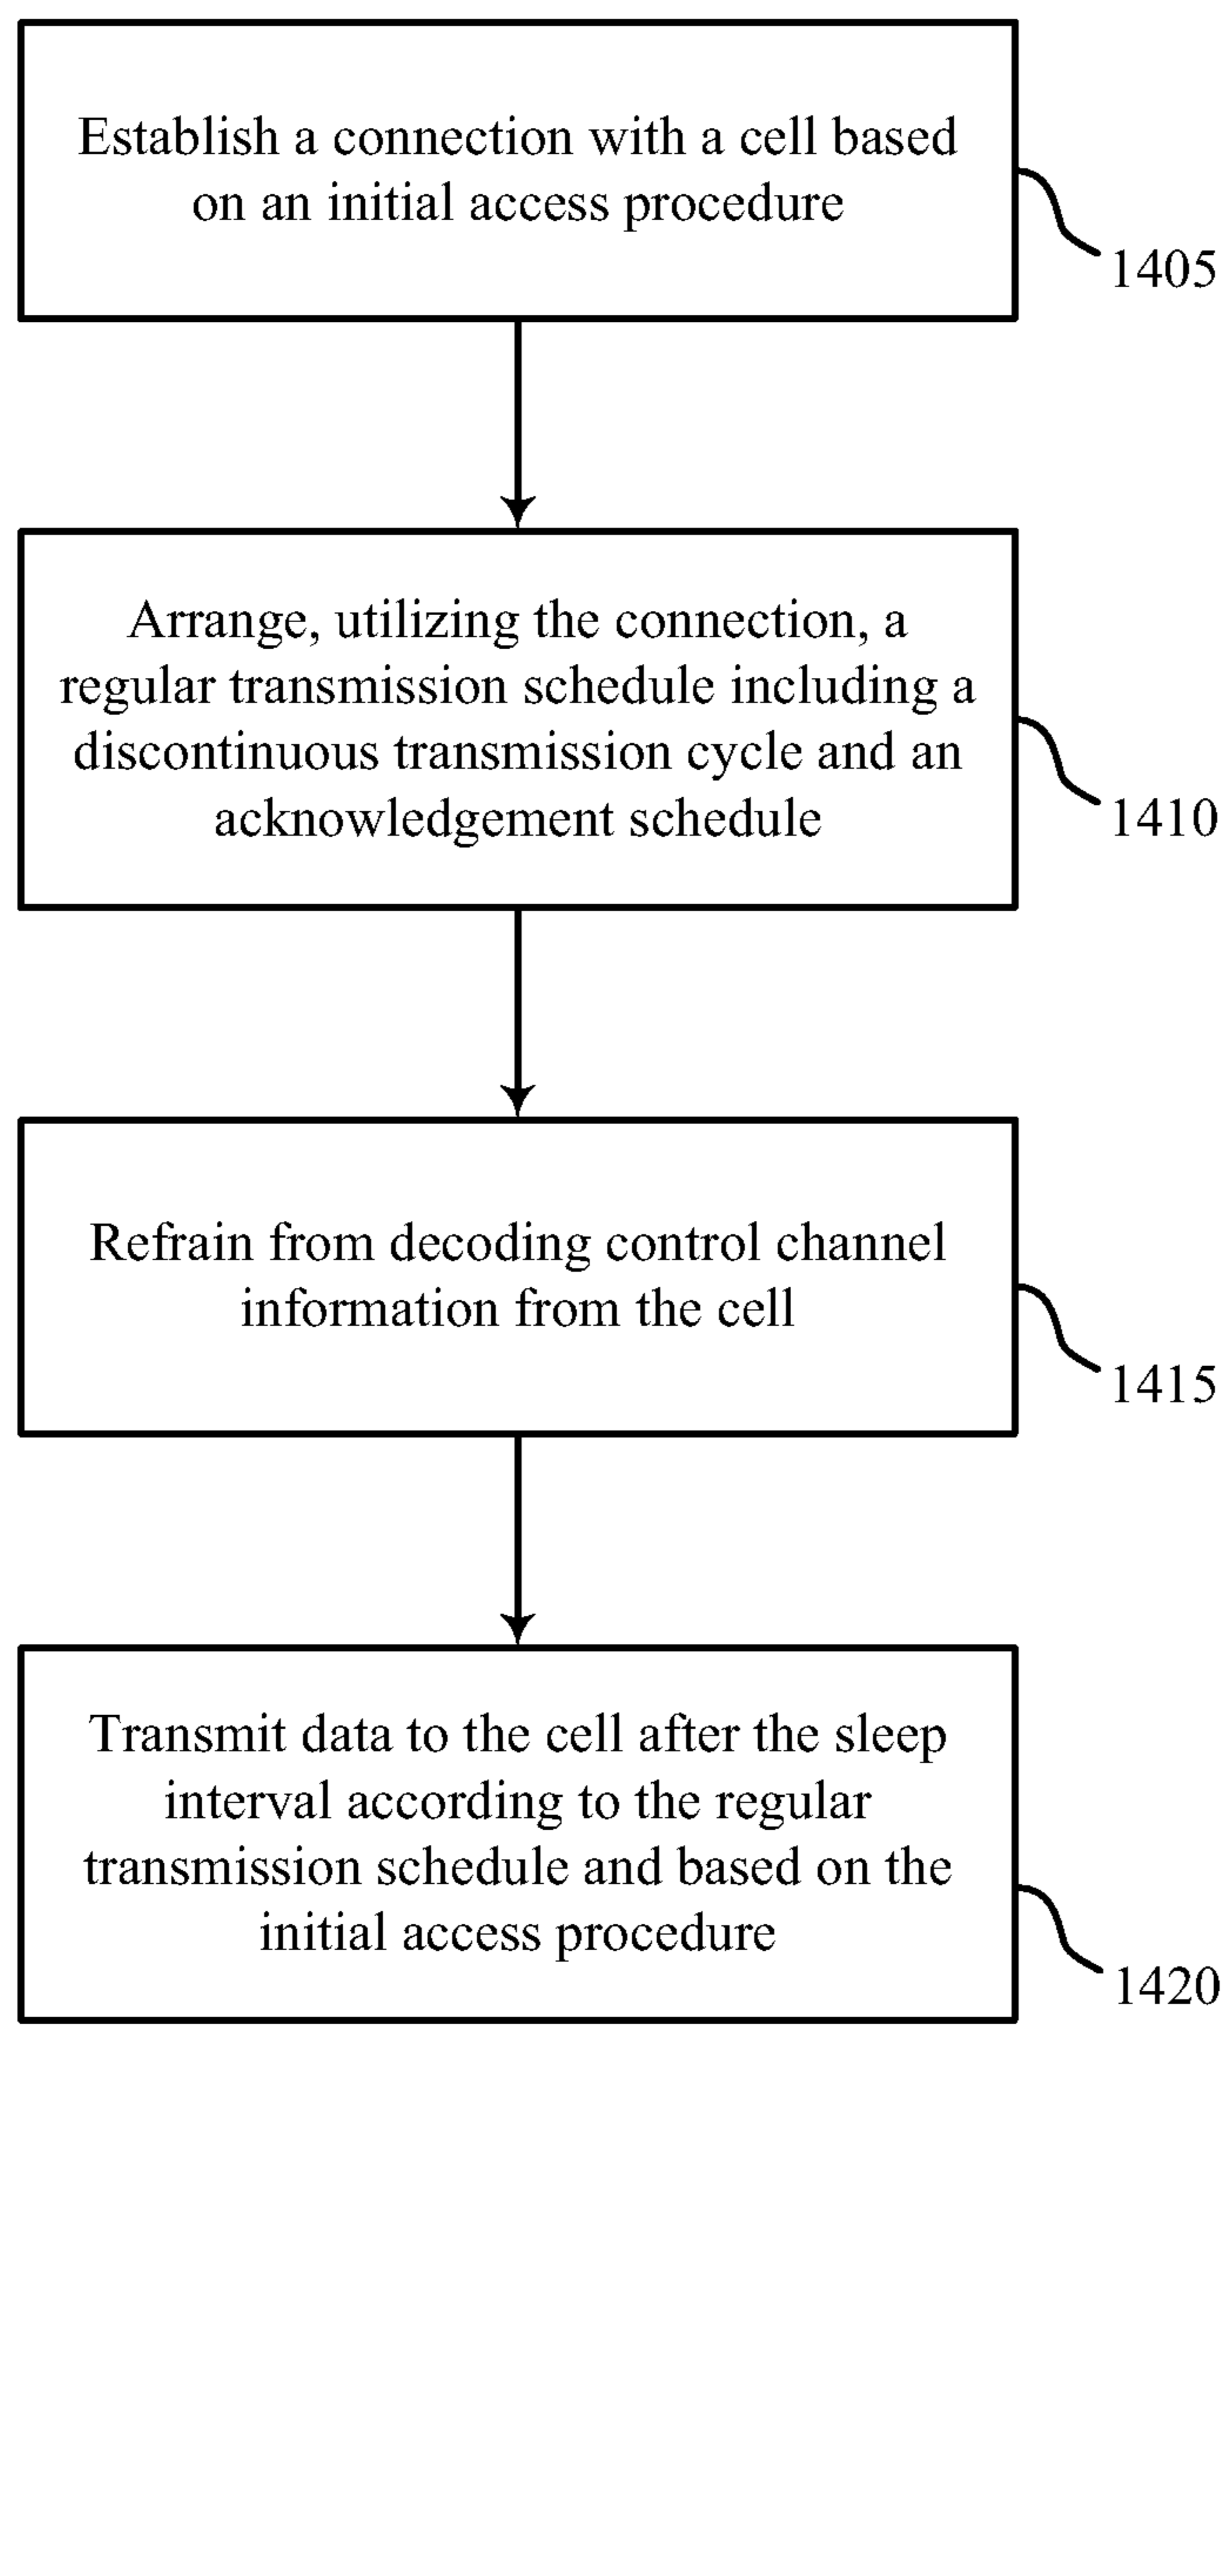 Establish a connection with a cell based
on an initial access procedure
1405
Arrange, utilizing the connection, a
regular transmission schedule including a
discontinuous transmission cycle and an
acknowledgement schedule
1410
Refrain from decoding control channel
information from the cell
1415
Transmit data to the cell after the sleep
interval according to the regular
transmission schedule and based on the
initial access procedure
1420